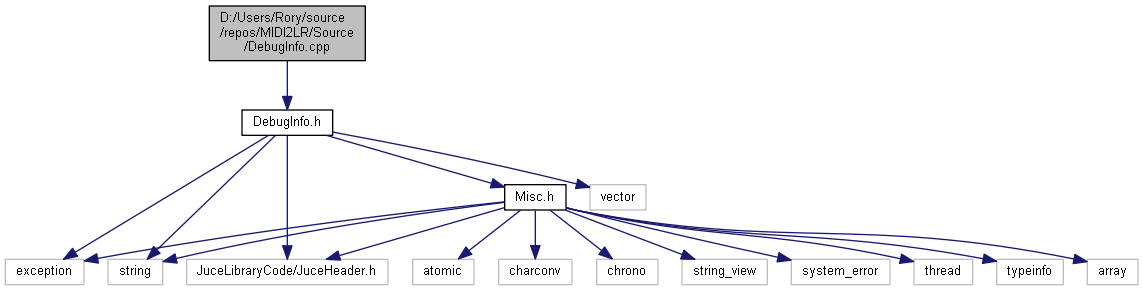 D:/Users/Rory/source
/repos/MIDI2LR/Source
/DebugInfo.cpp
DebugInfo.h
Misc.h
vector
exception
string
JuceLibraryCode/JuceHeader.h
atomic
charconv
chrono
string_view
system_error
thread
typeinfo
array